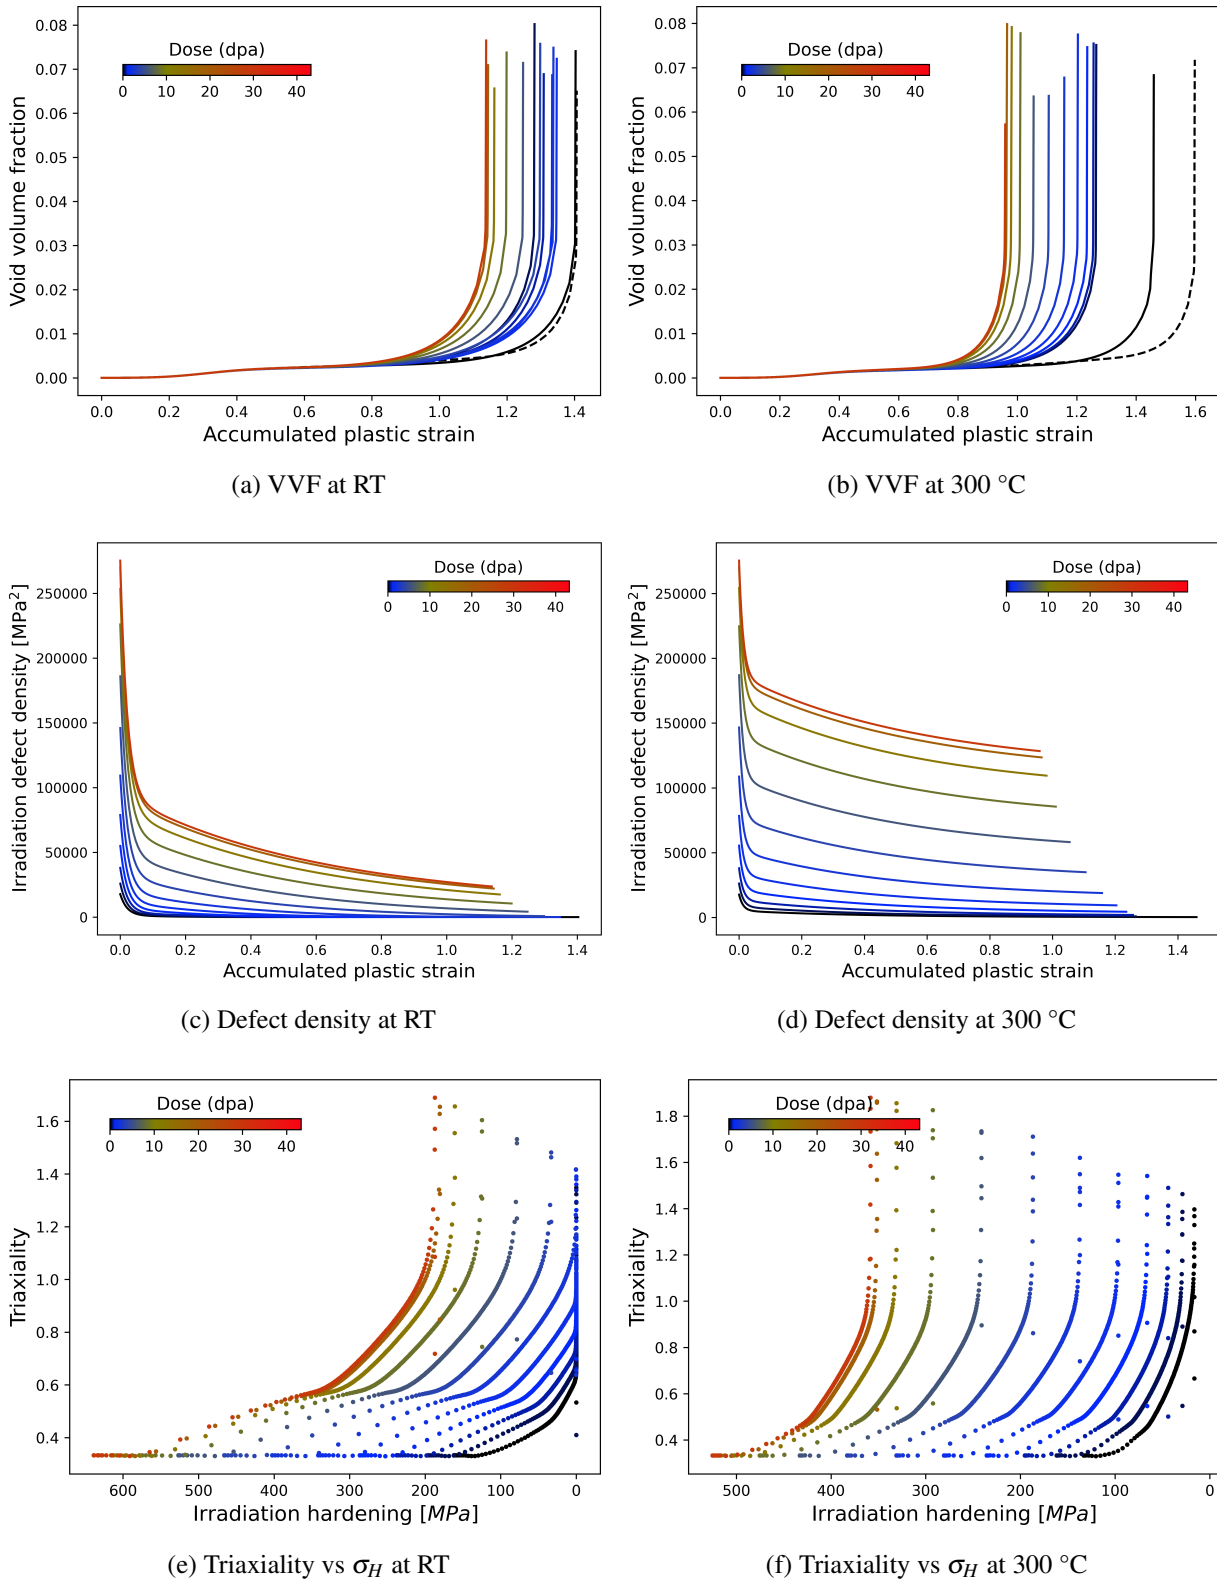 Void volume fraction
0.08
0.07
0.06
0.05
0.04
0.03
0.02
0.01
0.00
Dose (dpa)
0 10 20 30 40
0.0 0.2 0.4 0.6 0.8 1.0 1.2 1.4
Accumulated plastic strain
(a) VVF at RT
Void volume fraction
0.08
0.07
0.06
0.05
0.04
0.03
0.02
0.01
0.00
Dose (dpa)
0 10 20 30 40
0.0 0.2 0.4 0.6 0.8 1.0 1.2 1.4 1.6
Accumulated plastic strain
(b) VVF at 300 °C
Irradiation defect density [MPa²]
250000
200000
150000
100000
50000
0
Dose (dpa)
0 10 20 30 40
0.0 0.2 0.4 0.6 0.8 1.0 1.2 1.4
Accumulated plastic strain
(c) Defect density at RT
Irradiation defect density [MPa²]
250000
200000
150000
100000
50000
0
Dose (dpa)
0 10 20 30 40
0.0 0.2 0.4 0.6 0.8 1.0 1.2 1.4
Accumulated plastic strain
(d) Defect density at 300 °C
Triaxiality
1.6
1.4
1.2
1.0
0.8
0.6
0.4
Dose (dpa)
0 10 20 30 40
600 500 400 300 200 100 0
Irradiation hardening [MPa]
(e) Triaxiality vs σH at RT
Triaxiality
1.8
1.6
1.4
1.2
1.0
0.8
0.6
0.4
Dose (dpa)
0 10 20 30 40
500 400 300 200 100 0
Irradiation hardening [MPa]
(f) Triaxiality vs σH at 300 °C